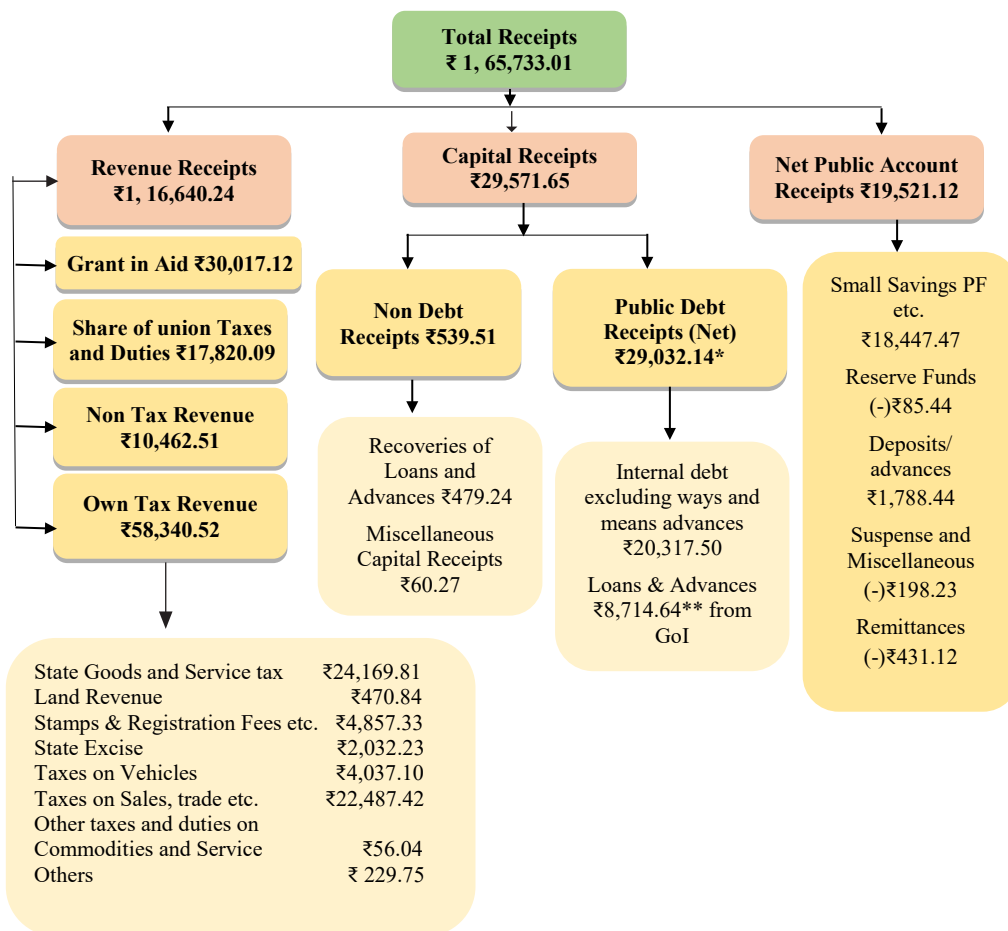 Total Receipts
₹ 1, 65,733.01
Revenue Receipts
₹1, 16,640.24
Capital Receipts
₹29,571.65
Net Public Account
Receipts ₹19,521.12
Grant in Aid ₹30,017.12
Share of union Taxes
and Duties ₹17,820.09
Non Tax Revenue
₹10,462.51
Own Tax Revenue
₹58,340.52
Non Debt
Receipts ₹539.51
Public Debt
Receipts (Net)
₹29,032.14*
Small Savings PF
etc.
₹18,447.47
Reserve Funds
(-)₹85.44
Deposits/
advances
₹1,788.44
Suspense and
Miscellaneous
(-)₹198.23
Remittances
(-)₹431.12
Recoveries of
Loans and
Advances ₹479.24
Miscellaneous
Capital Receipts
₹60.27
Internal debt
excluding ways and
means advances
₹20,317.50
Loans & Advances
₹8,714.64** from
GoI
State Goods and Service tax ₹24,169.81
Land Revenue ₹470.84
Stamps & Registration Fees etc. ₹4,857.33
State Excise ₹2,032.23
Taxes on Vehicles ₹4,037.10
Taxes on Sales, trade etc. ₹22,487.42
Other taxes and duties on
Commodities and Service ₹56.04
Others ₹ 229.75